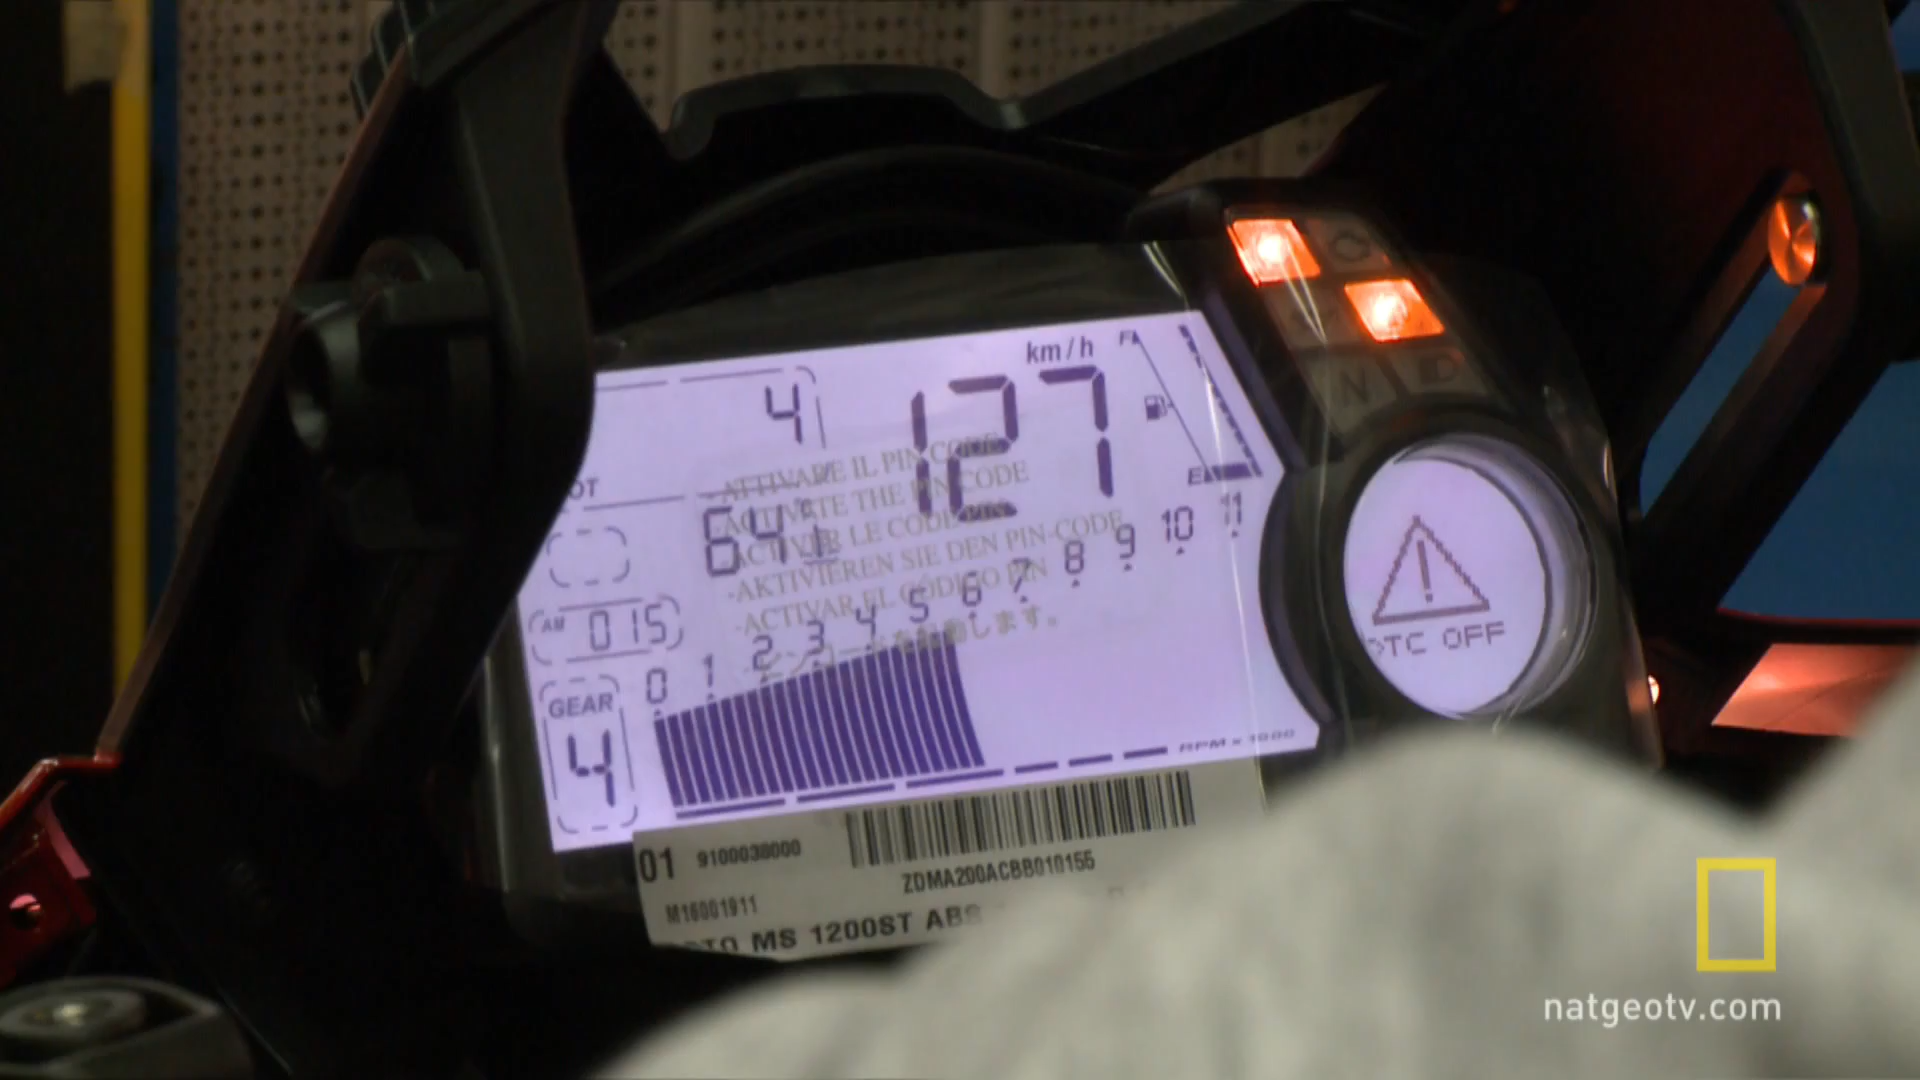 km/h
F
4
127
OT
-ATTIVARE IL PIN CODE
-ACTIVATE THE PIN CODE
-ACTIVER LE CODE PIN
-AKTIVIEREN SIE DEN PIN-CODE
-ACTIVAR EL CÓDIGO PIN
E
64
AM 015
0 1 2 3 4 5 6 7 8 9 10 11
GEAR
4
RPM x 1000
DTC OFF
01 9100038000
ZDMA200ACBB010155
M16001911
MS 1200ST ABS
N
natgeotv.com